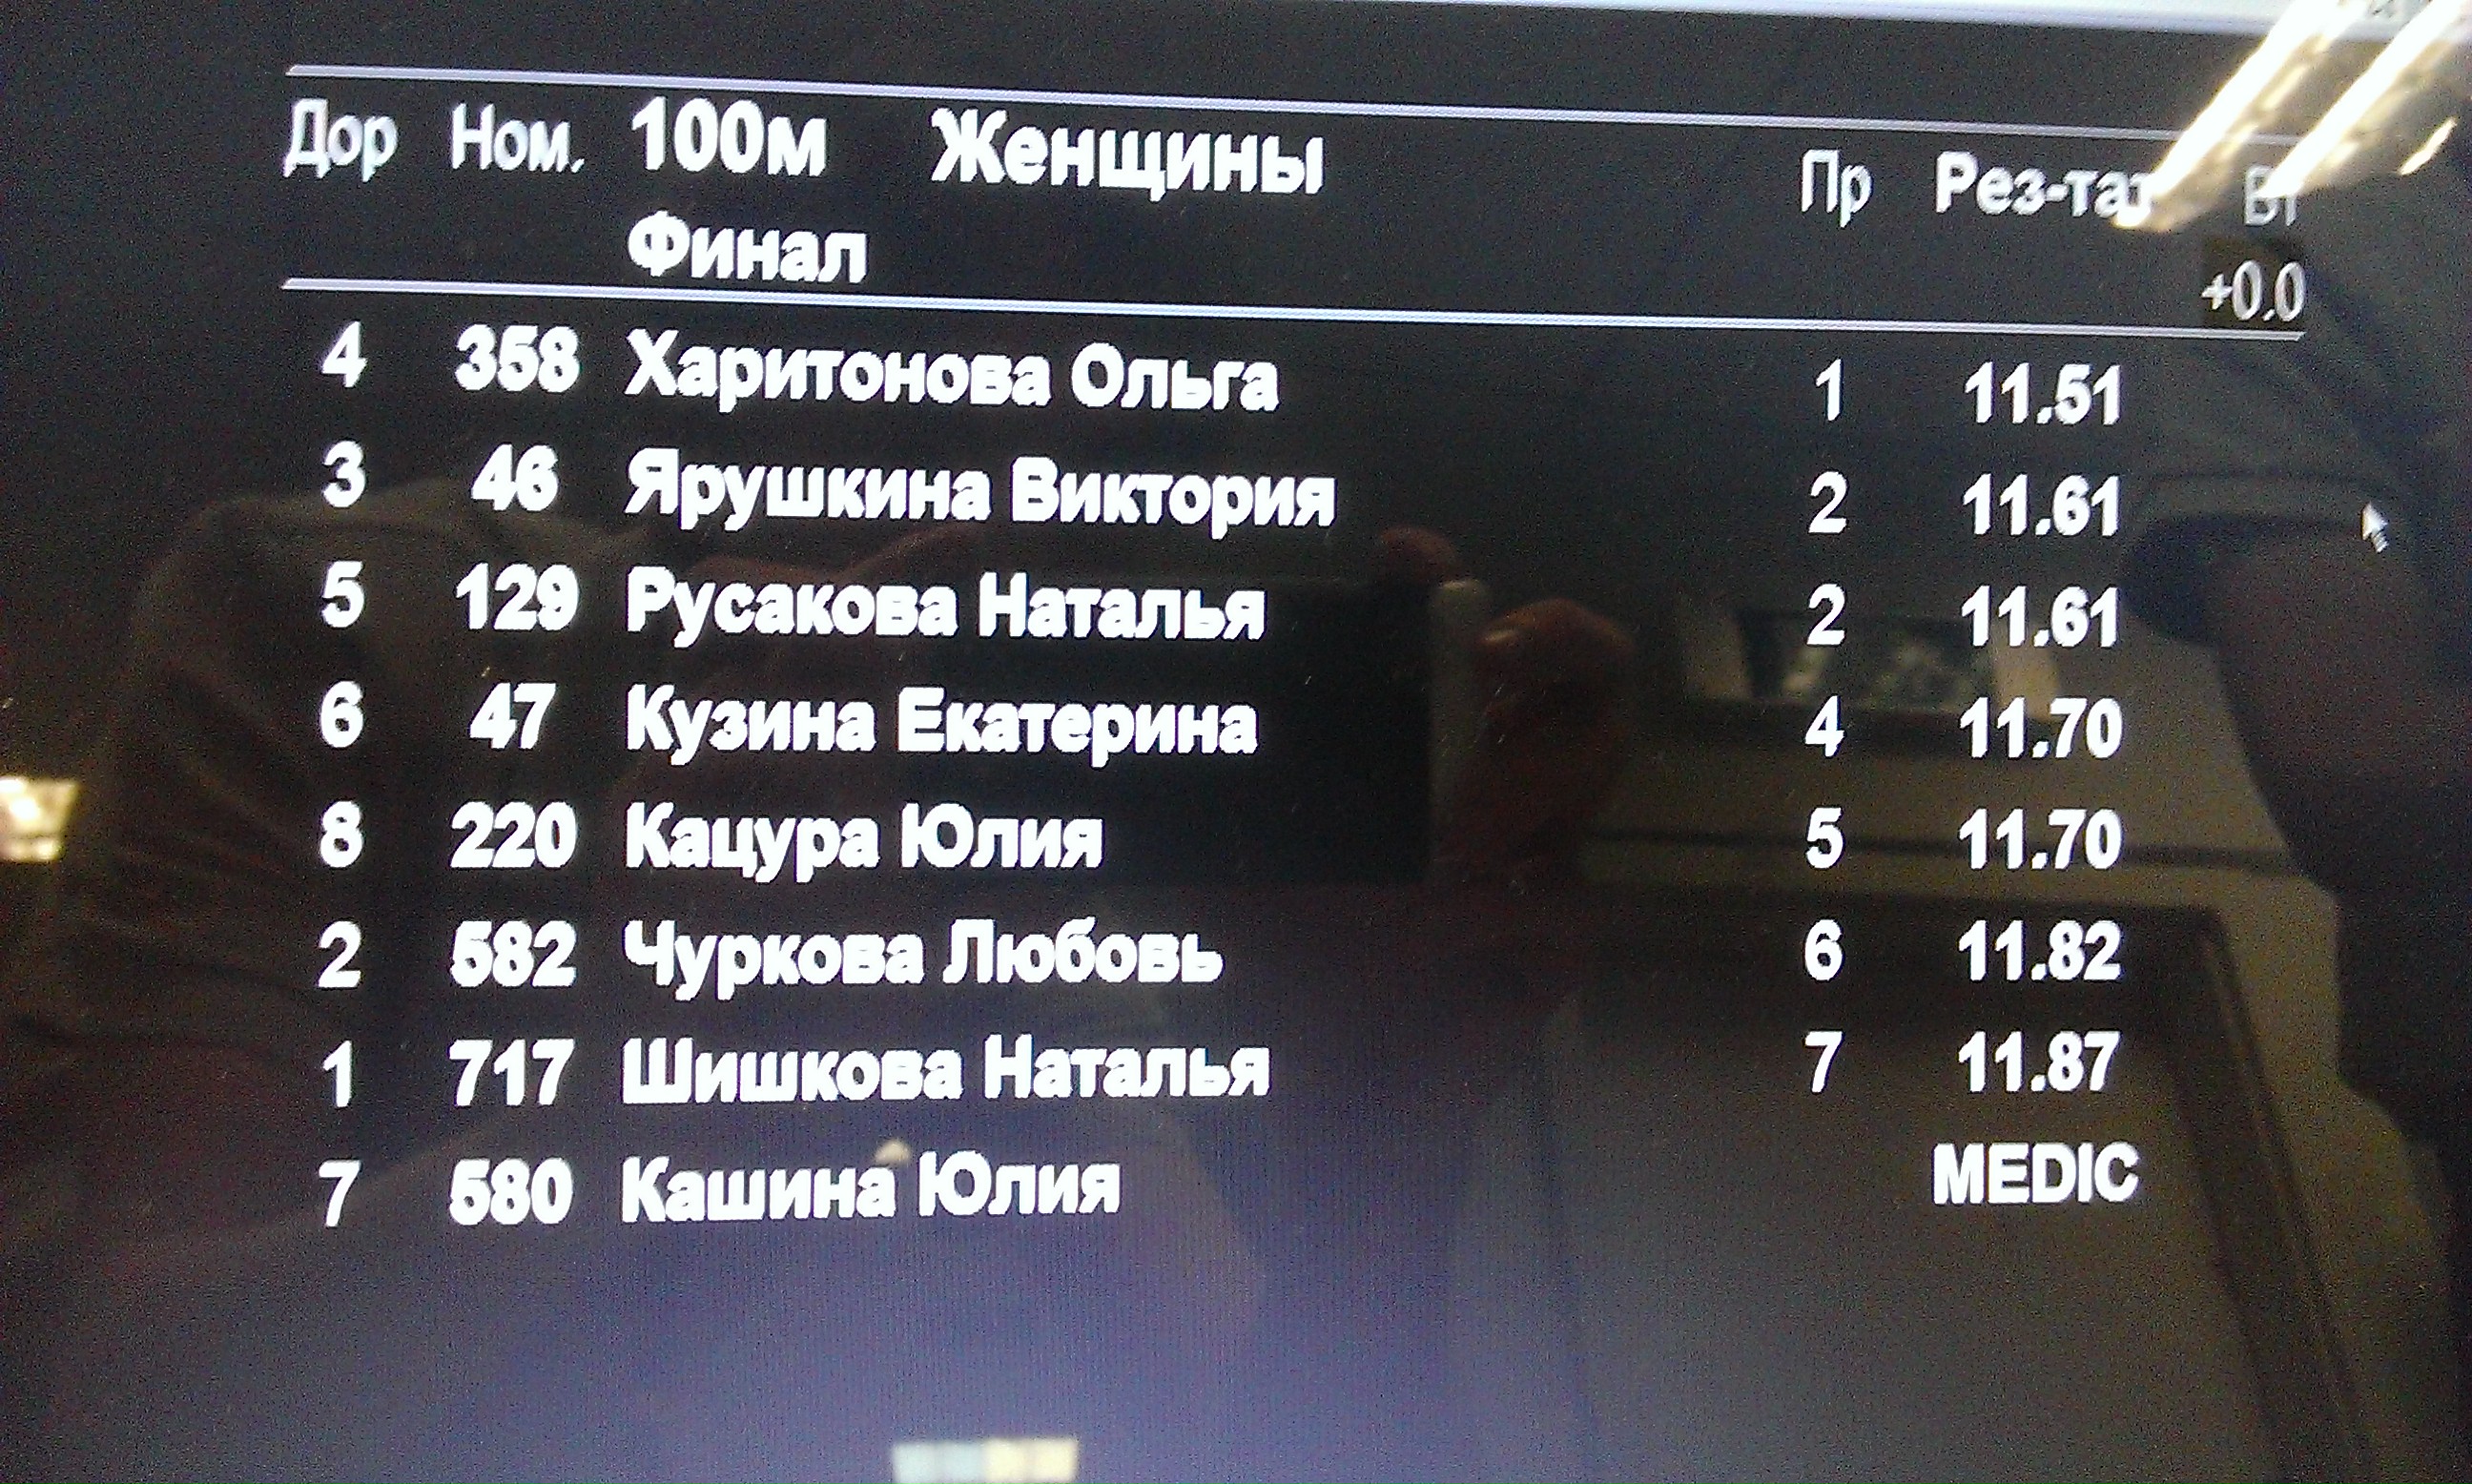 Дор Ном. 100м Женщины Пр Рез-тат Вт
Финал +0.0
4 358 Харитонова Ольга 1 11.51
3 46 Ярушкина Виктория 2 11.61
5 129 Русакова Наталья 2 11.61
6 47 Кузина Екатерина 4 11.70
8 220 Кацура Юлия 5 11.70
2 582 Чуркова Любовь 6 11.82
1 717 Шишкова Наталья 7 11.87
7 580 Кашина Юлия MEDIC